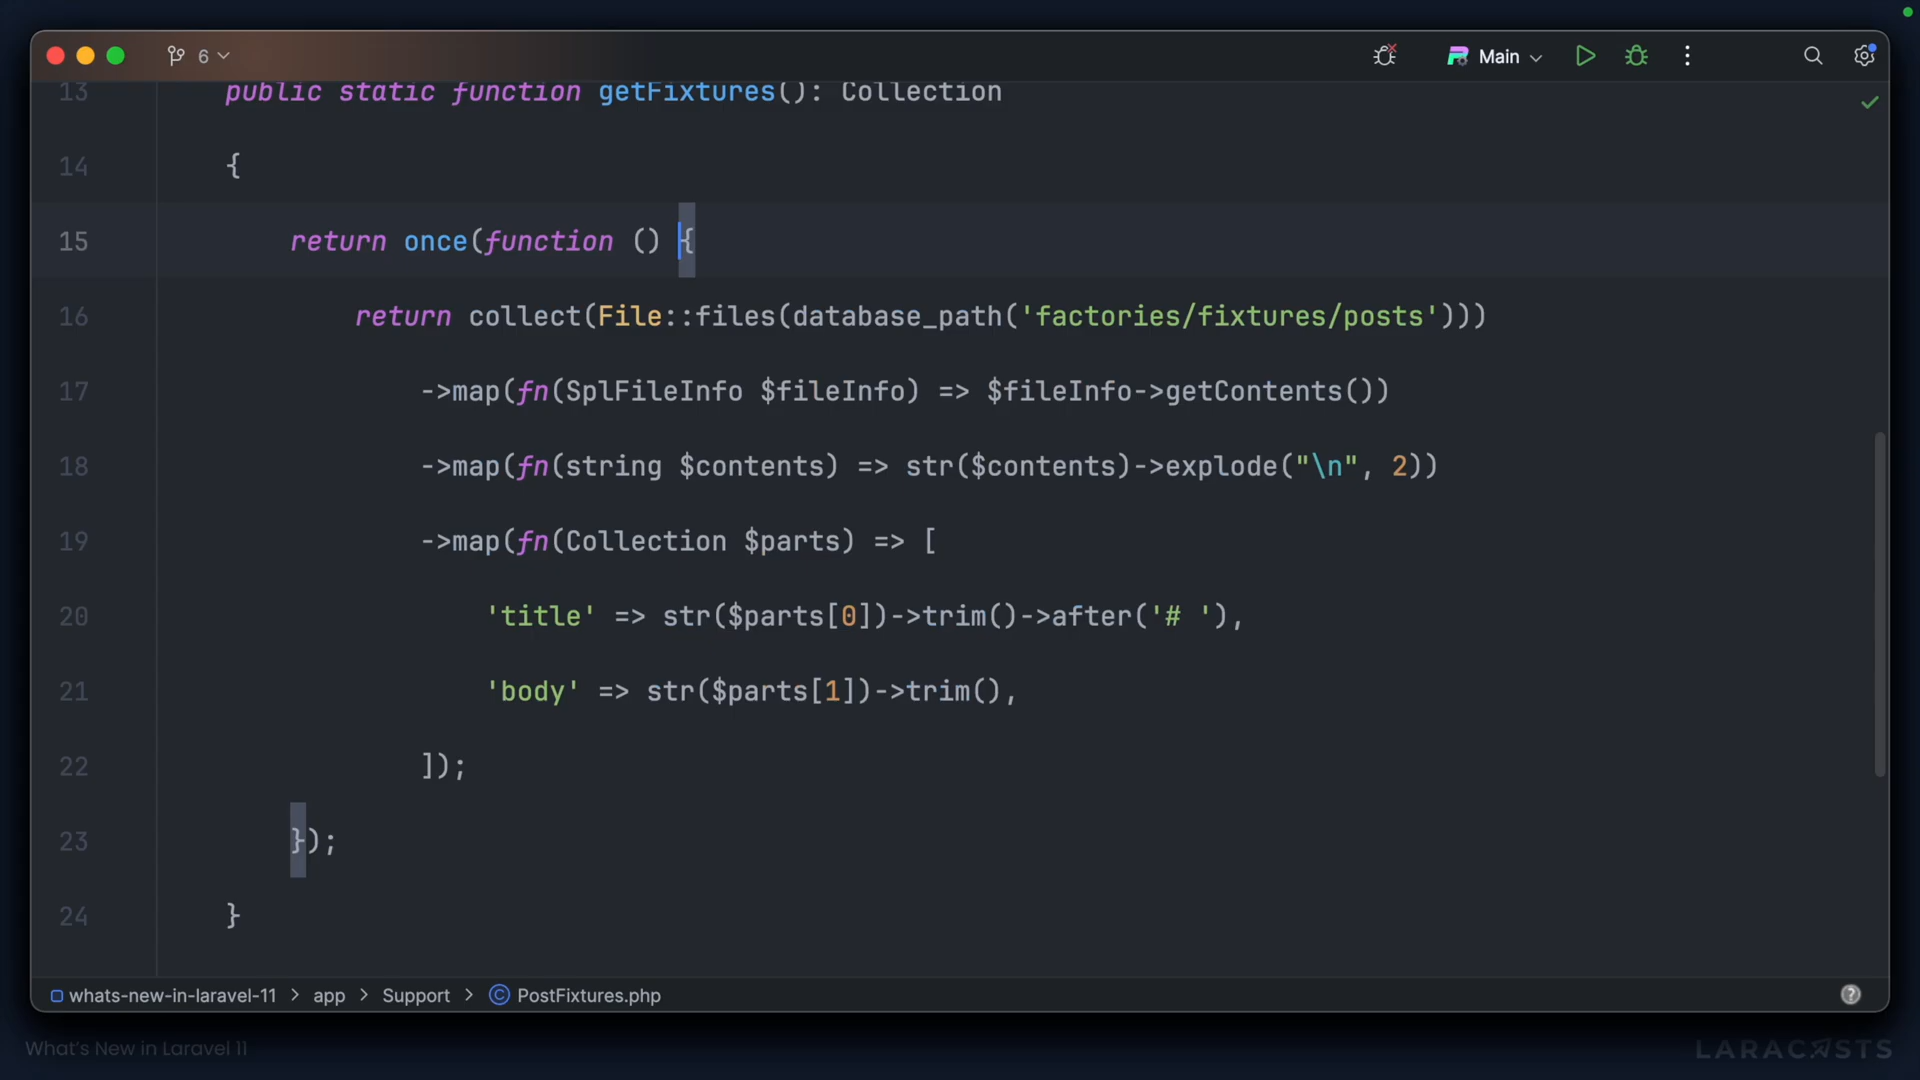 6
Main
13 public static function getFixtures(): Collection
14 {
15 return once(function () {
16 return collect(File::files(database_path('factories/fixtures/posts')))
17 ->map(fn(SplFileInfo $fileInfo) => $fileInfo->getContents())
18 ->map(fn(string $contents) => str($contents)->explode("\n", 2))
19 ->map(fn(Collection $parts) => [
20 'title' => str($parts[0])->trim()->after('# '),
21 'body' => str($parts[1])->trim(),
22 ]);
23 });
24 }
whats-new-in-laravel-11 > app > Support > PostFixtures.php
What's New in Laravel 11
LARACASTS